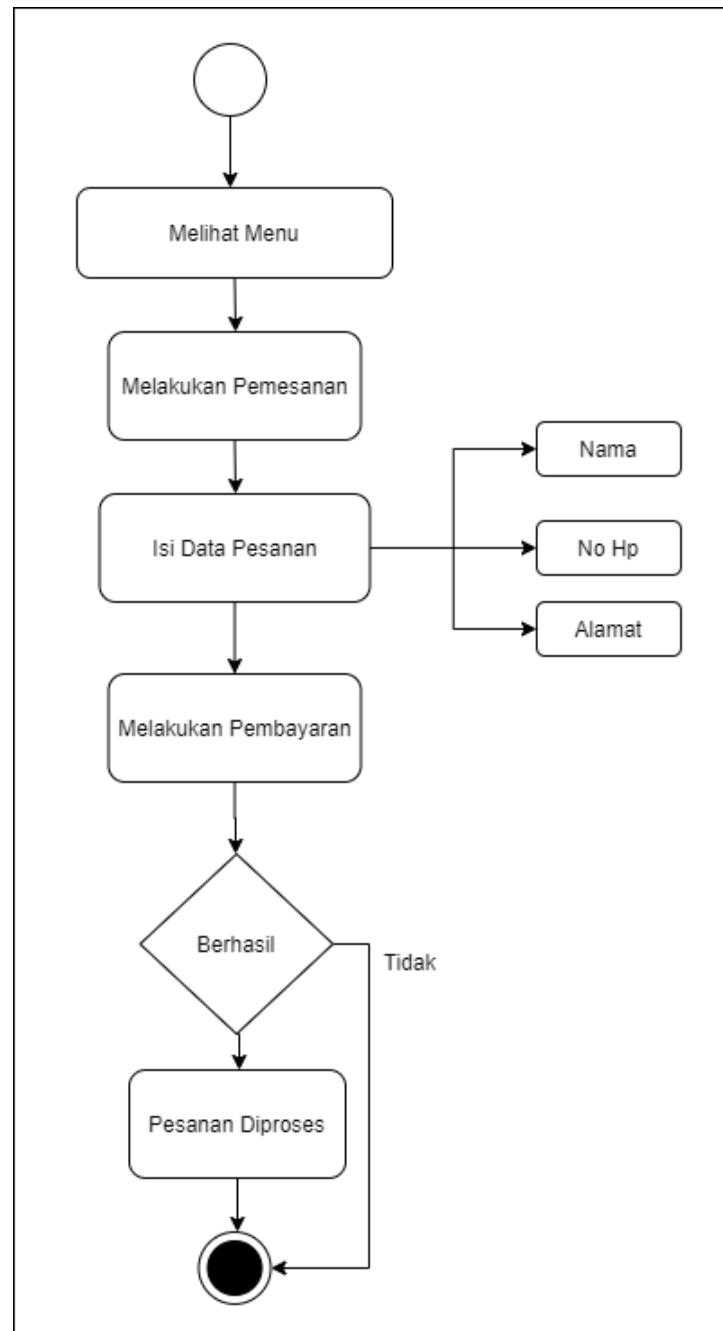 Melihat Menu
Melakukan Pemesanan
Isi Data Pesanan
Nama
No Hp
Alamat
Melakukan Pembayaran
Berhasil
Tidak
Pesanan Diproses